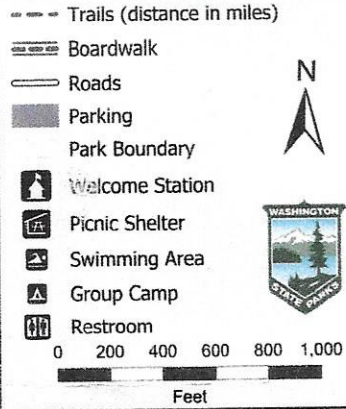 Trails (distance in miles)
Boardwalk
Roads
Parking
Park Boundary
Welcome Station
Picnic Shelter
Swimming Area
Group Camp
Restroom
N
WASHINGTON
STATE PARKS
0 200 400 600 800 1,000
Feet